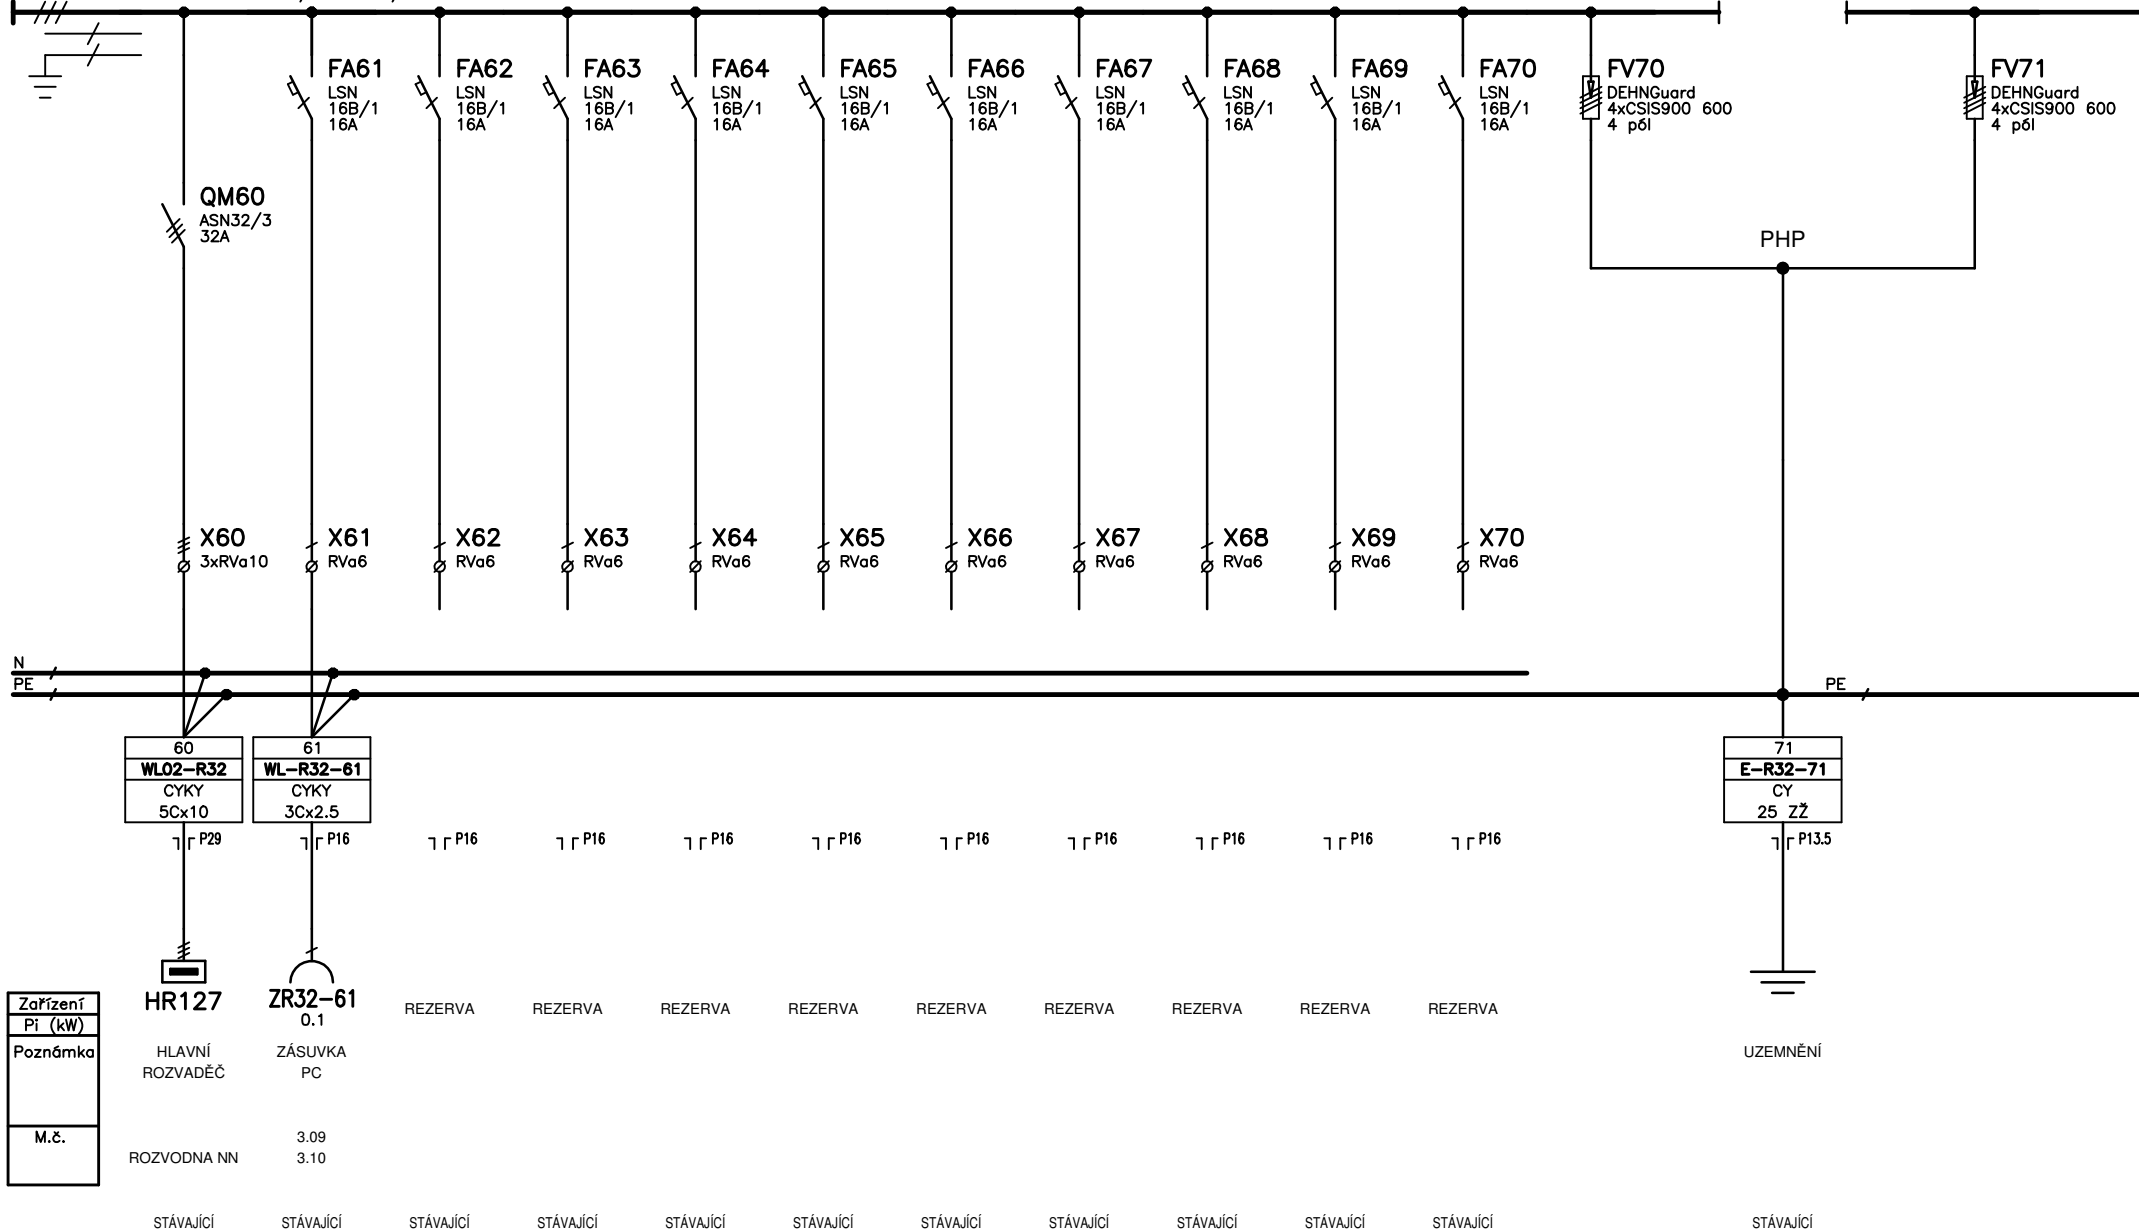 FA61
LSN
16B/1
16A
FA62
LSN
16B/1
16A
FA63
LSN
16B/1
16A
FA64
LSN
16B/1
16A
FA65
LSN
16B/1
16A
FA66
LSN
16B/1
16A
FA67
LSN
16B/1
16A
FA68
LSN
16B/1
16A
FA69
LSN
16B/1
16A
FA70
LSN
16B/1
16A
FV70
DEHNGuard
4xCSIS900 600
4 pól
FV71
DEHNGuard
4xCSIS900 600
4 pól
QM60
ASN32/3
32A
PHP
X60
3xRVa10
X61
RVa6
X62
RVa6
X63
RVa6
X64
RVa6
X65
RVa6
X66
RVa6
X67
RVa6
X68
RVa6
X69
RVa6
X70
RVa6
N
PE
PE
60
WL02-R32
CYKY
5Cx10
61
WL-R32-61
CYKY
3Cx2.5
71
E-R32-71
CY
25 ZŽ
P29
P16
P16
P16
P16
P16
P16
P16
P16
P16
P16
P13.5
Zařízení
Pi (kW)
Poznámka
M.č.
HR127
ZR32-61
0.1
REZERVA
REZERVA
REZERVA
REZERVA
REZERVA
REZERVA
REZERVA
REZERVA
REZERVA
HLAVNÍ
ROZVADĚČ
ZÁSUVKA
PC
UZEMNĚNÍ
ROZVODNA NN
3.09
3.10
STÁVAJÍCÍ
STÁVAJÍCÍ
STÁVAJÍCÍ
STÁVAJÍCÍ
STÁVAJÍCÍ
STÁVAJÍCÍ
STÁVAJÍCÍ
STÁVAJÍCÍ
STÁVAJÍCÍ
STÁVAJÍCÍ
STÁVAJÍCÍ
STÁVAJÍCÍ